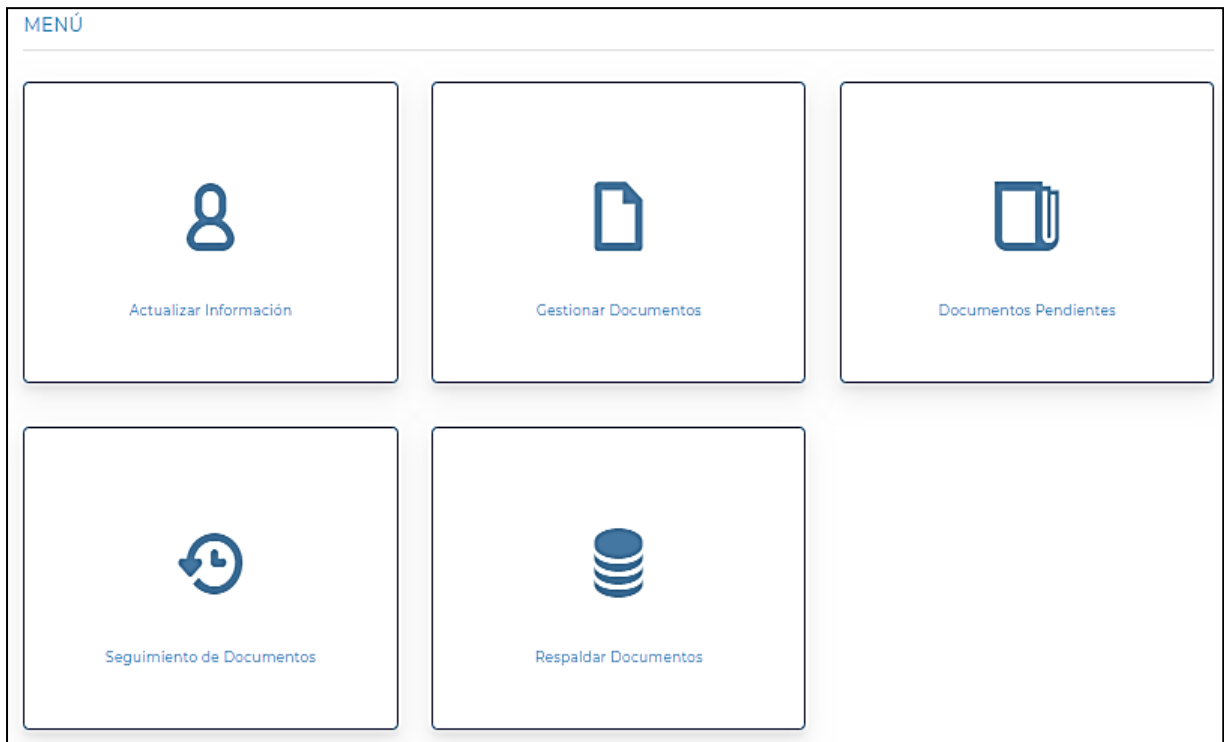 MENÚ
Actualizar Información
Gestionar Documentos
Documentos Pendientes
Seguimiento de Documentos
Respaldar Documentos